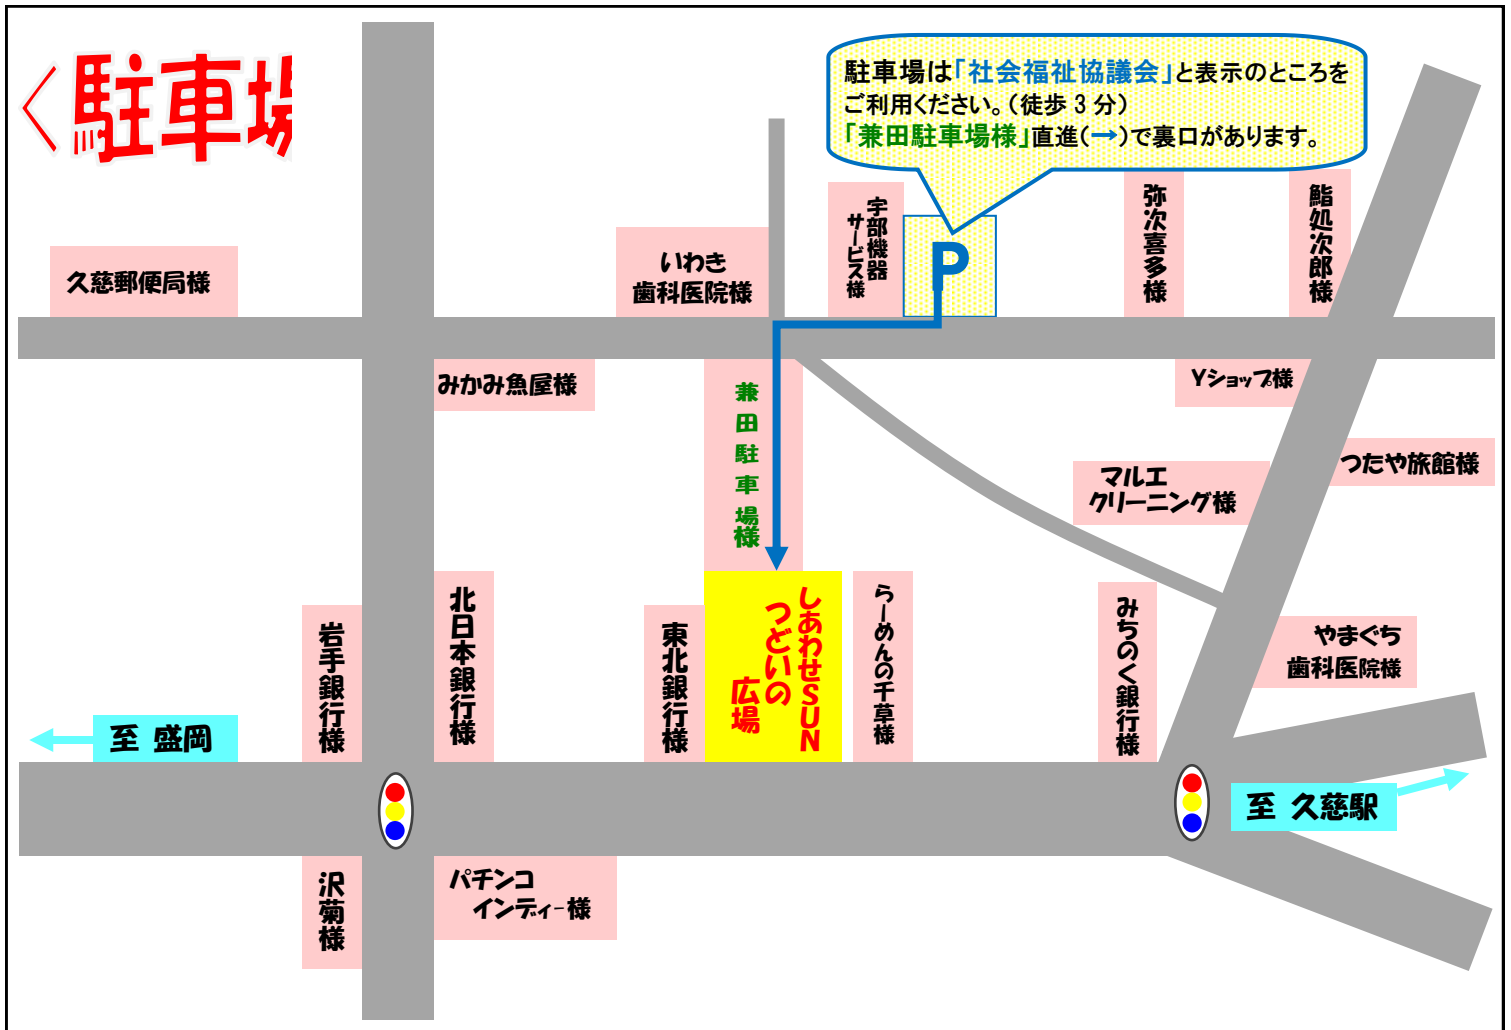 〈駐車場
駐車場は「社会福祉協議会」と表示のところを
ご利用ください。（徒歩3分）
「兼田駐車場様」直進（→）で裏口があります。
久慈郵便局様
いわき
歯科医院様
宇部機器
サービス様
P
弥次喜多様
鮨処次郎様
みかみ魚屋様
兼田駐車場様
Yショップ様
つたや旅館様
マルエ
クリーニング様
岩手銀行様
北日本銀行様
東北銀行様
しあわせSUN
つどいの
広場
らーめんの千草様
みちのく銀行様
やまぐち
歯科医院様
至 盛岡
至 久慈駅
沢菊様
パチンコ
インディー様